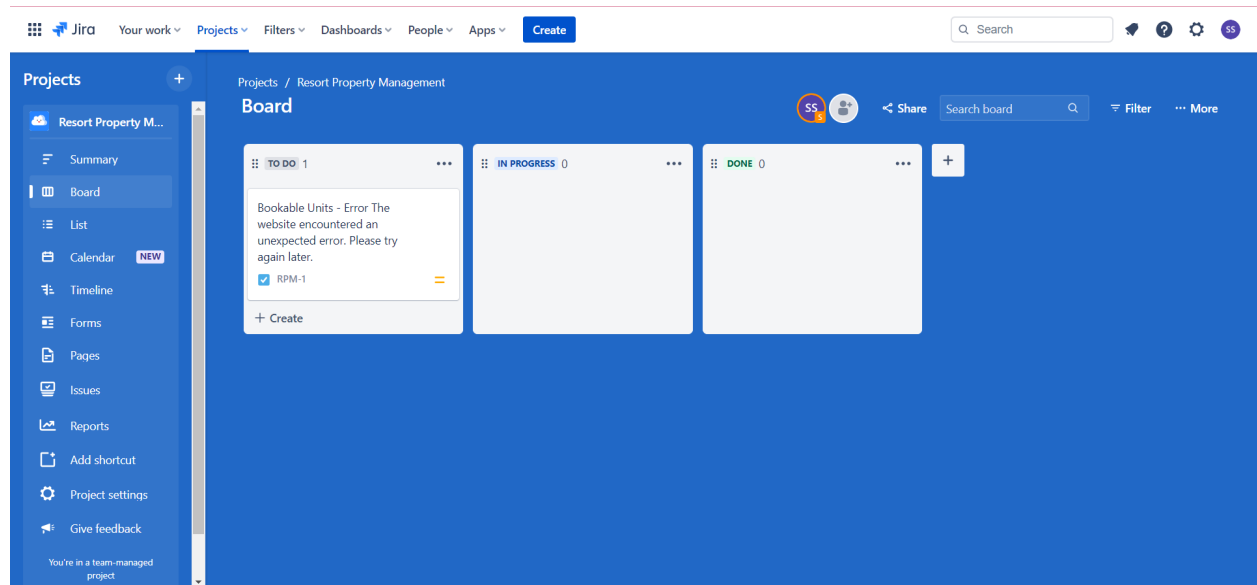 Jira Your work Projects Filters Dashboards People Apps Create Search SS
Projects +
Resort Property M...
Summary
Board
List
Calendar NEW
Timeline
Forms
Pages
Issues
Reports
Add shortcut
Project settings
Give feedback
You're in a team-managed
project
Projects / Resort Property Management
Board
SS S Share Search board Filter ... More
TO DO 1 ...
Bookable Units - Error The
website encountered an
unexpected error. Please try
again later.
RPM-1
+ Create
IN PROGRESS 0 ...
DONE 0 ...
+